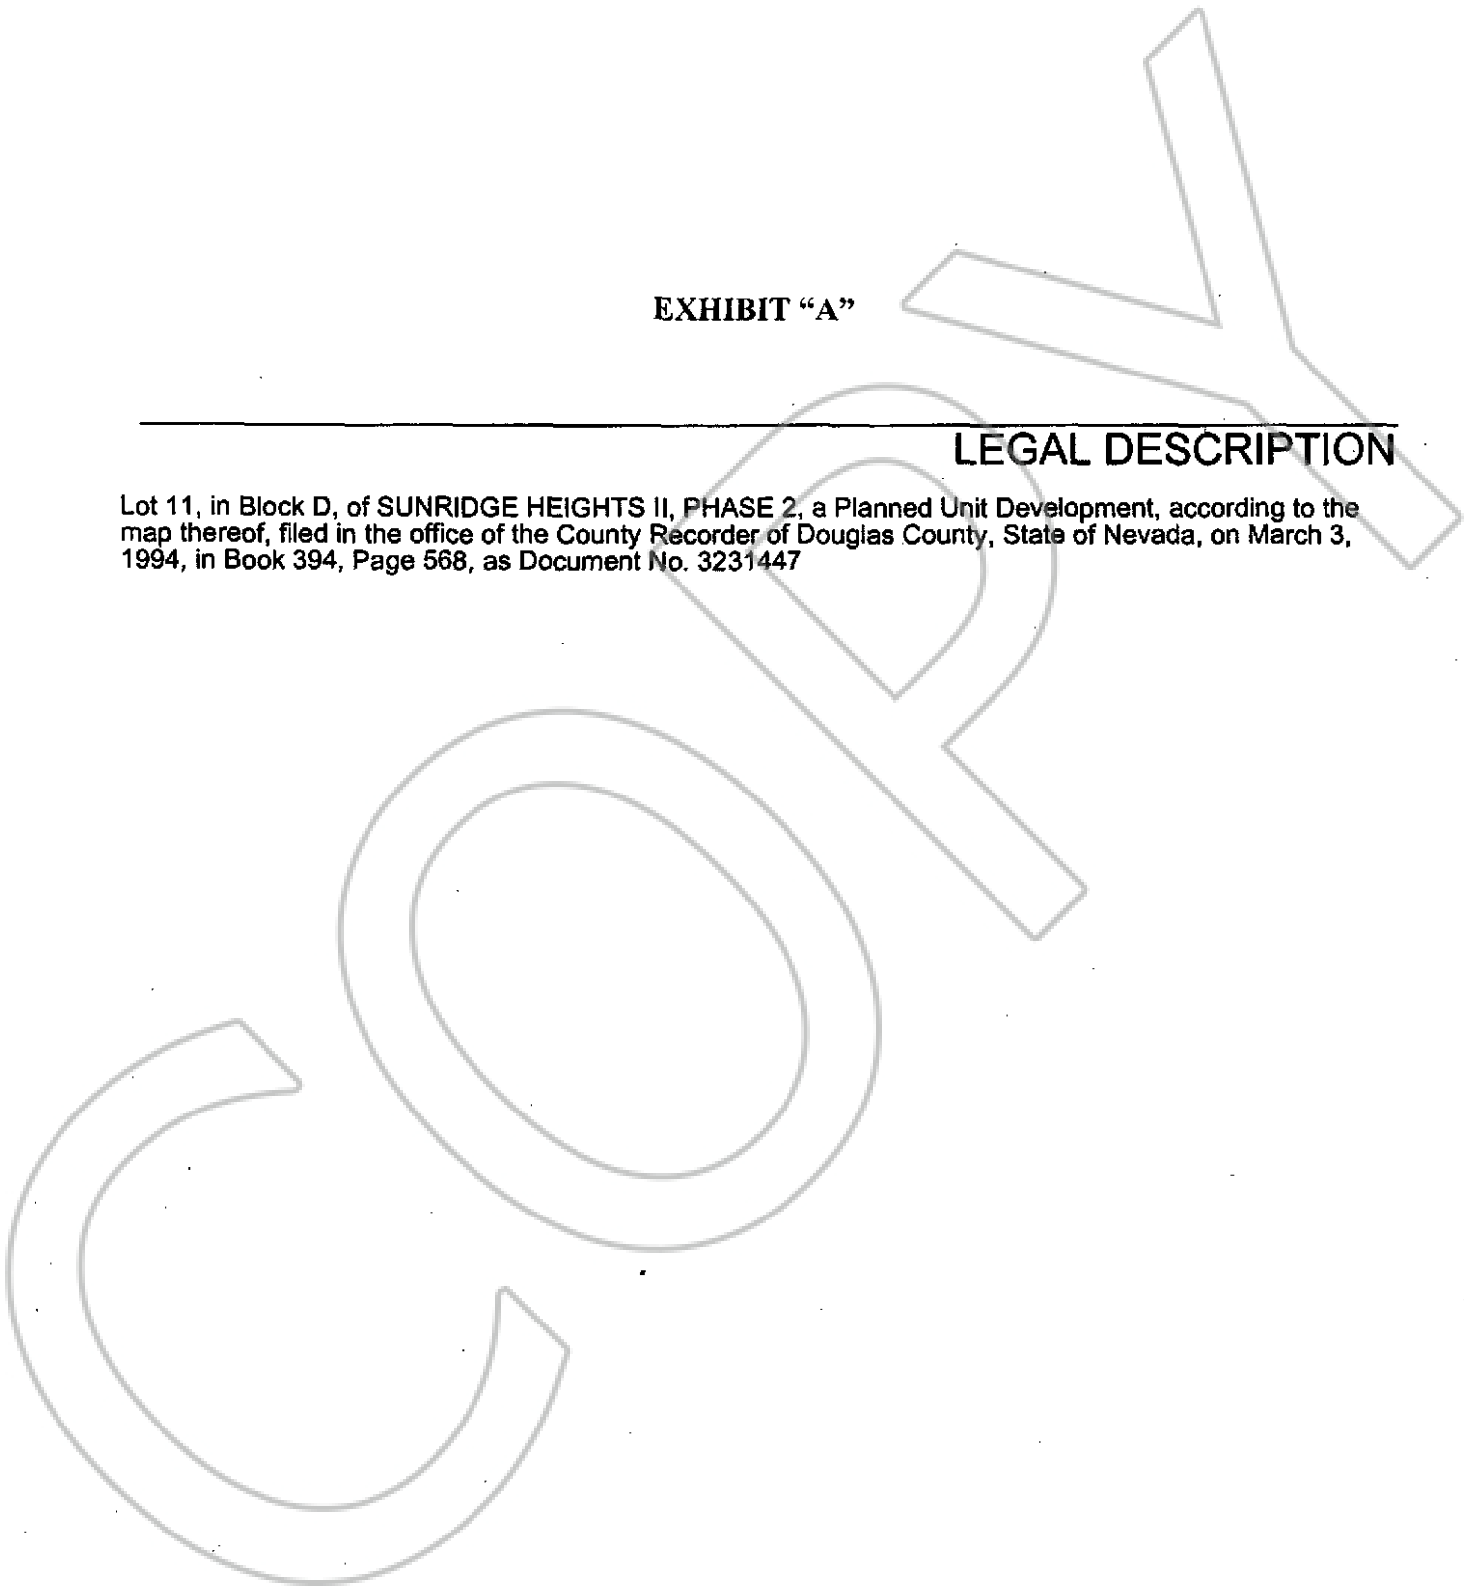 EXHIBIT “A”
LEGAL DESCRIPTION
Lot 11, in Block D, of SUNRIDGE HEIGHTS II, PHASE 2, a Planned Unit Development, according to the
map thereof, filed in the office of the County Recorder of Douglas County, State of Nevada, on March 3,
1994, in Book 394, Page 568, as Document No. 3231447
COPY